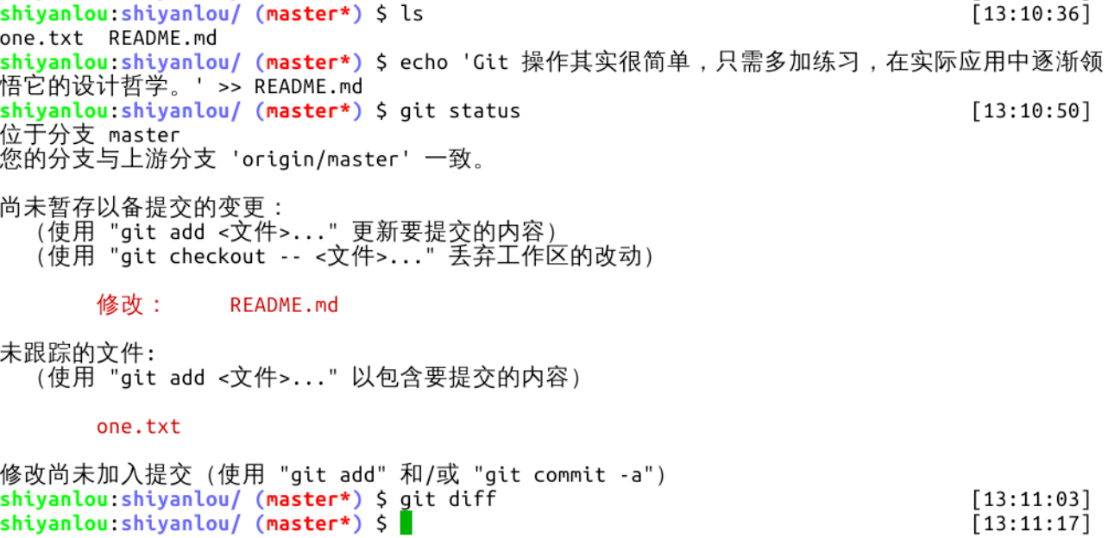 shiyanlou:shiyanlou/ (master*) $ ls [13:10:36]
one.txt  README.md
shiyanlou:shiyanlou/ (master*) $ echo 'Git 操作其实很简单，只需多加练习，在实际应用中逐渐领
悟它的设计哲学。' >> README.md
shiyanlou:shiyanlou/ (master*) $ git status [13:10:50]
位于分支 master
您的分支与上游分支 'origin/master' 一致。
尚未暂存以备提交的变更：
（使用 "git add <文件>..." 更新要提交的内容）
（使用 "git checkout -- <文件>..." 丢弃工作区的改动）
修改： README.md
未跟踪的文件:
（使用 "git add <文件>..." 以包含要提交的内容）
one.txt
修改尚未加入提交（使用 "git add" 和/或 "git commit -a"）
shiyanlou:shiyanlou/ (master*) $ git diff [13:11:03]
shiyanlou:shiyanlou/ (master*) $ [13:11:17]